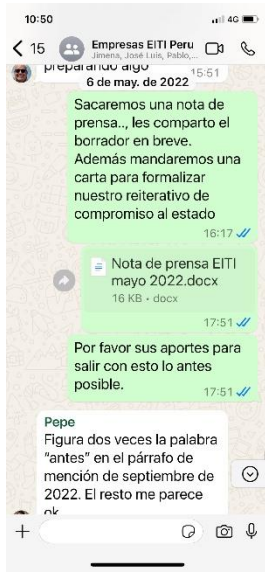 10:50
4G
15
Empresas EITI Peru
Jimena, José Luis, Pablo,...
preparando algo
15:51
6 de may. de 2022
Sacaremos una nota de
prensa.., les comparto el
borrador en breve.
Además mandaremos una
carta para formalizar
nuestro reiterativo de
compromiso al estado
16:17
Nota de prensa EITI
mayo 2022.docx
16 KB • docx
17:51
Por favor sus aportes para
salir con esto lo antes
posible.
17:51
Pepe
Figura dos veces la palabra
"antes" en el párrafo de
mención de septiembre de
2022. El resto me parece
ok